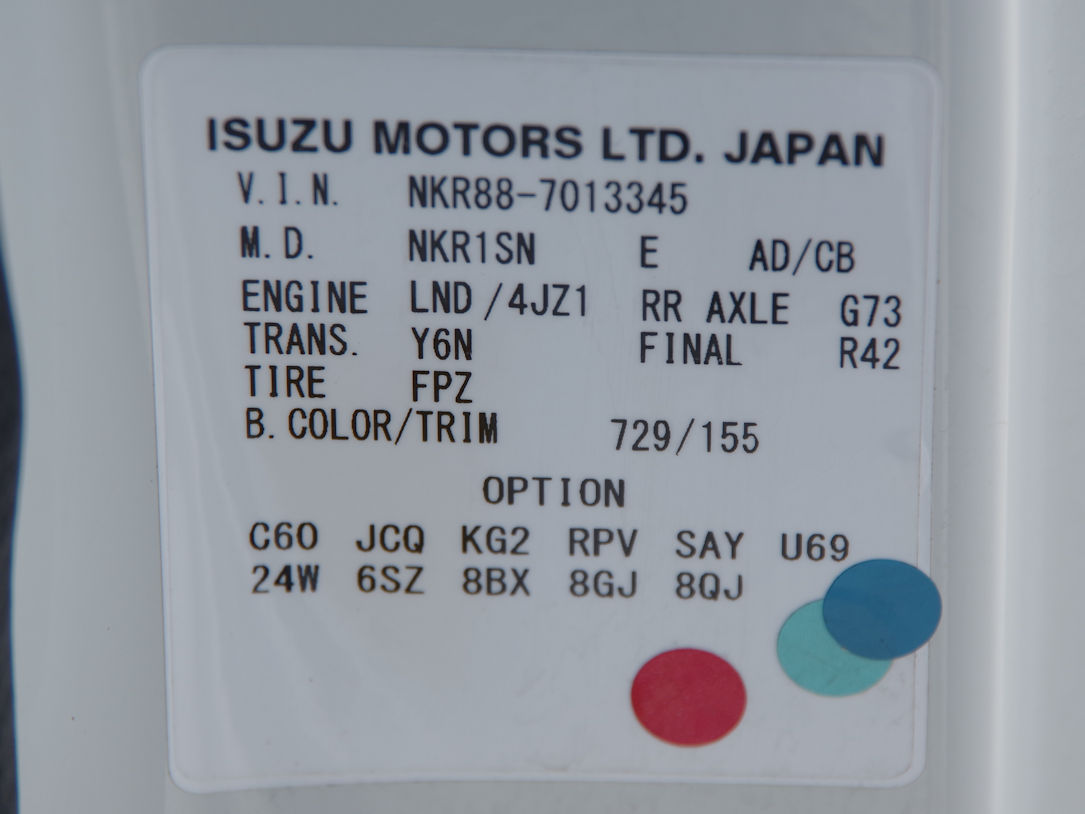 ISUZU MOTORS LTD. JAPAN
V.I.N. NKR88-7013345
M.D. NKR1SN E AD/CB
ENGINE LND /4JZ1 RR AXLE G73
TRANS. Y6N FINAL R42
TIRE FPZ
B.COLOR/TRIM 729/155
OPTION
C60 JCQ KG2 RPV SAY U69
24W 6SZ 8BX 8GJ 8QJ